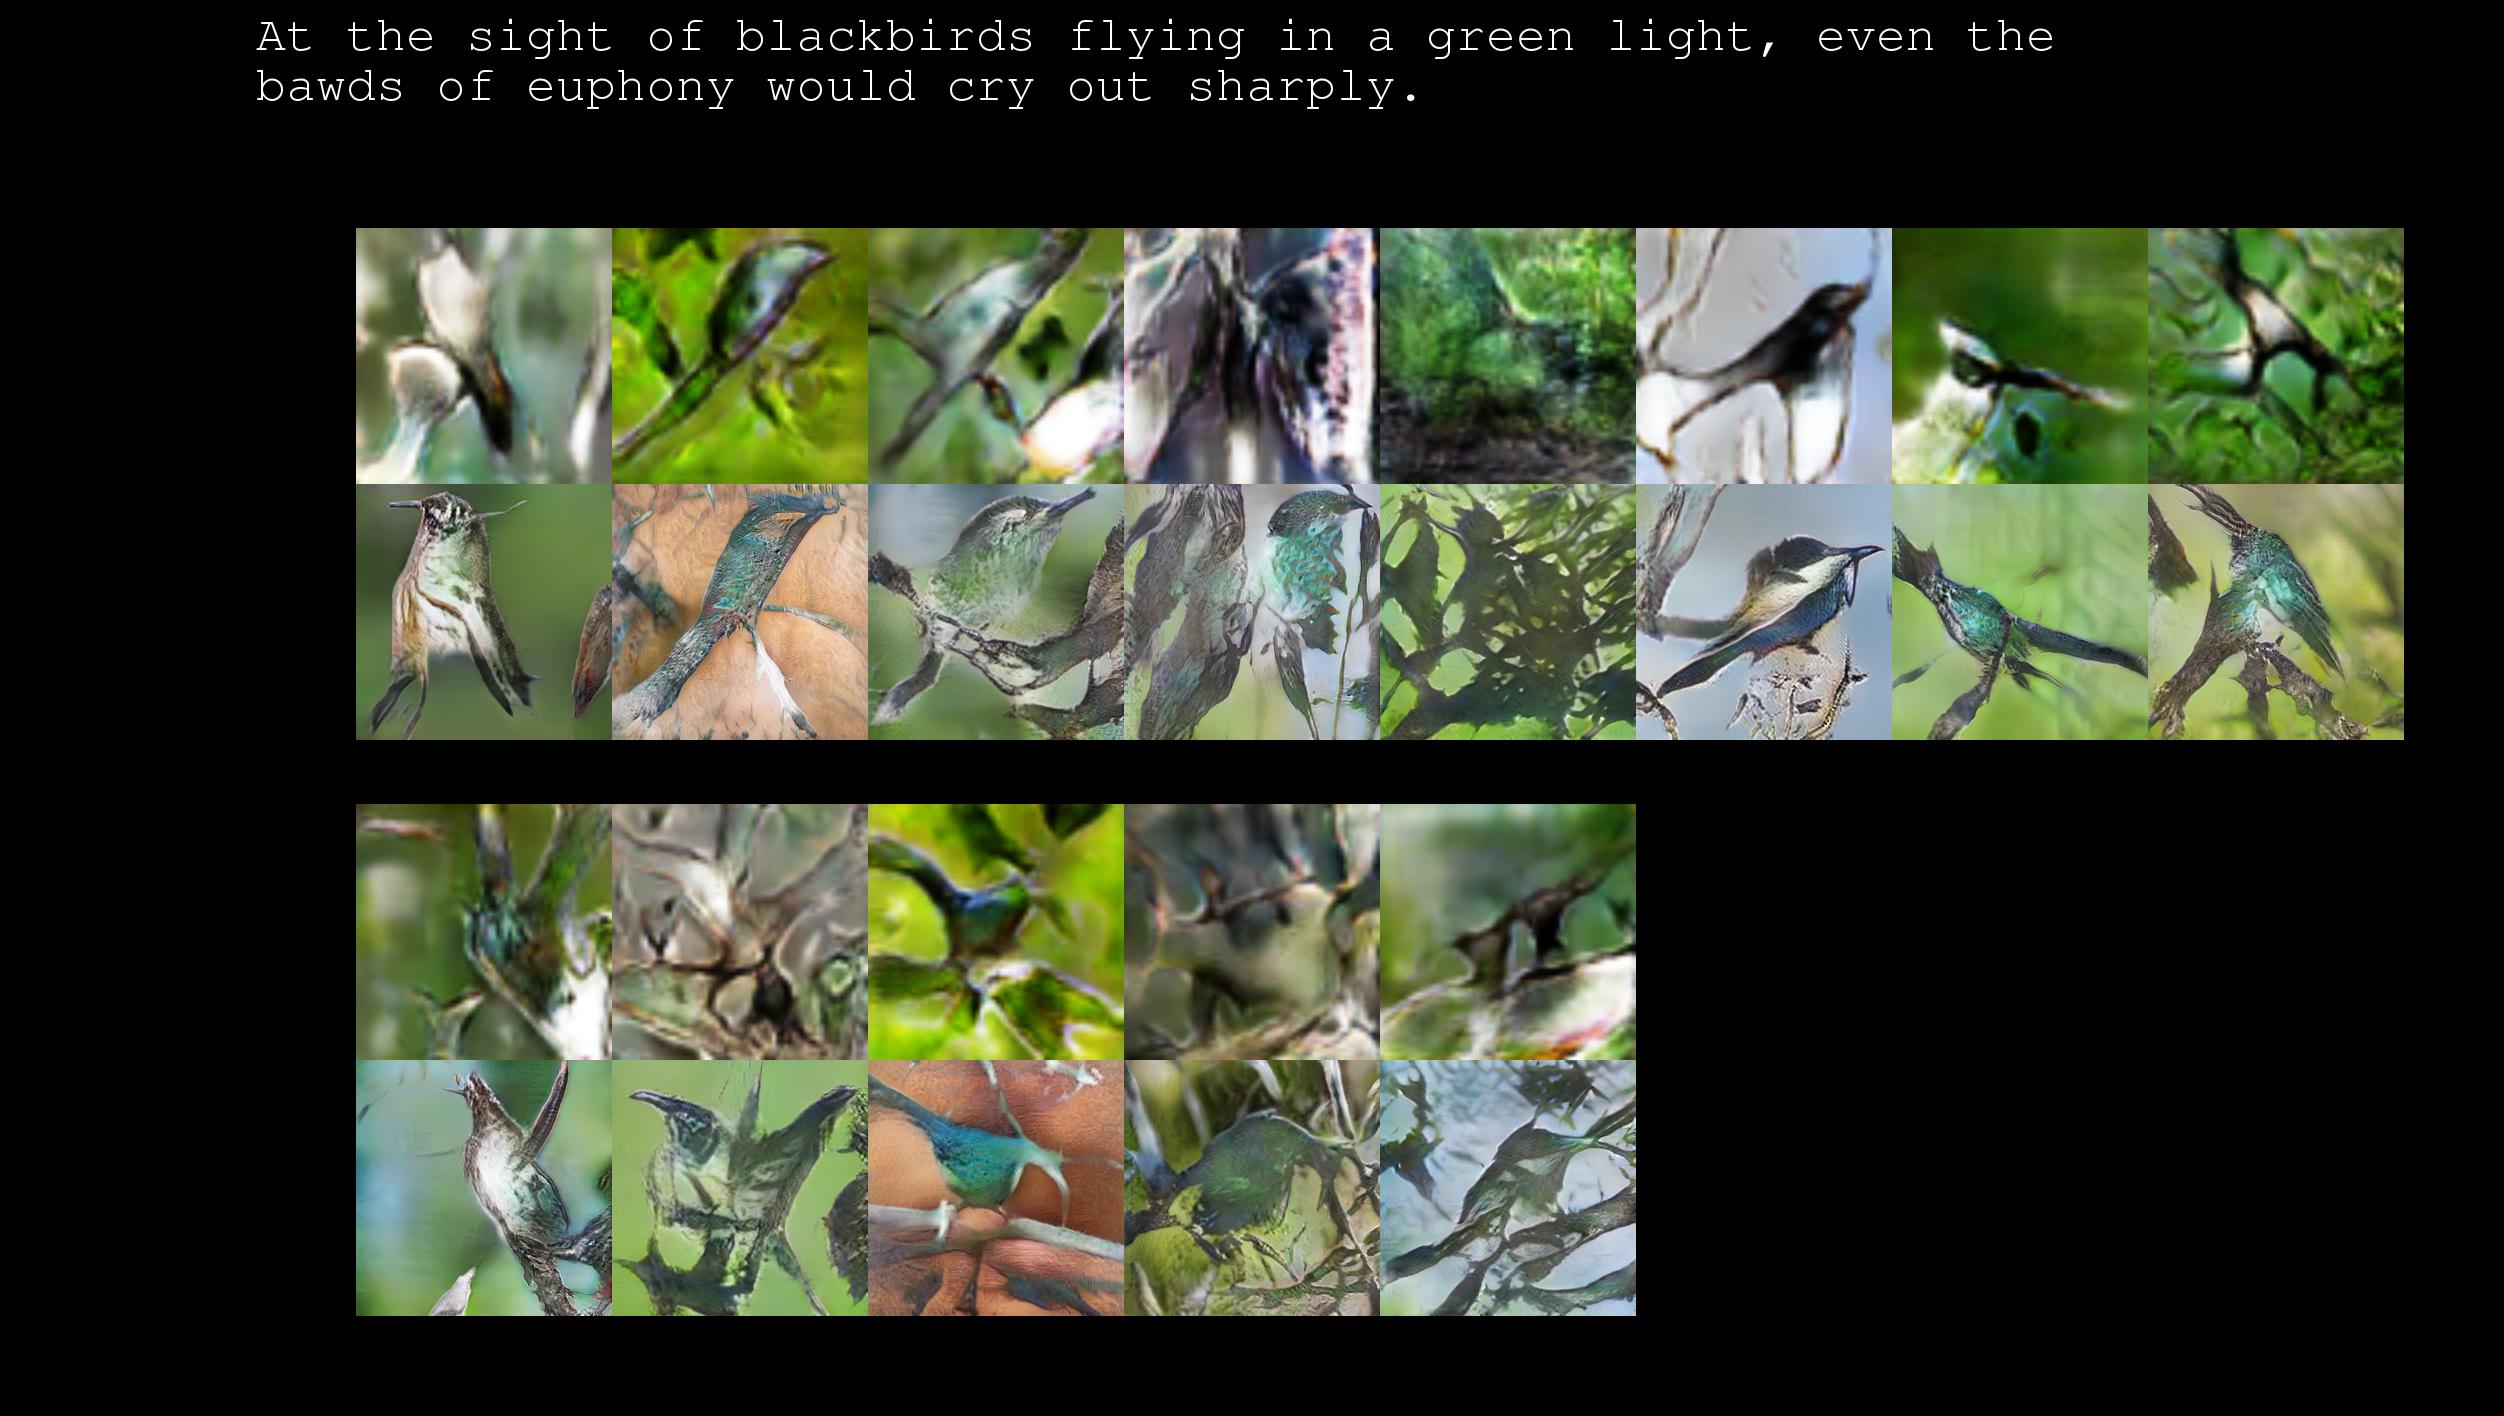 At the sight of blackbirds flying in a green light, even the
bawds of euphony would cry out sharply.